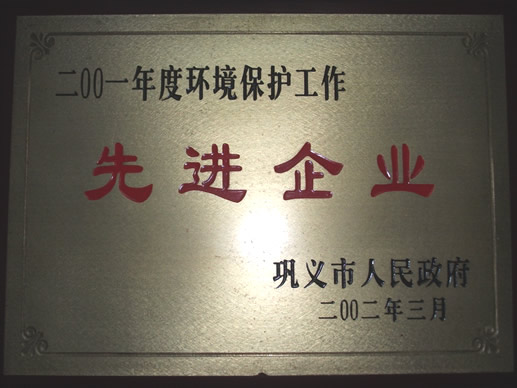 二00一年度环境保护工作
先进企业
巩义市人民政府
二00二年三月